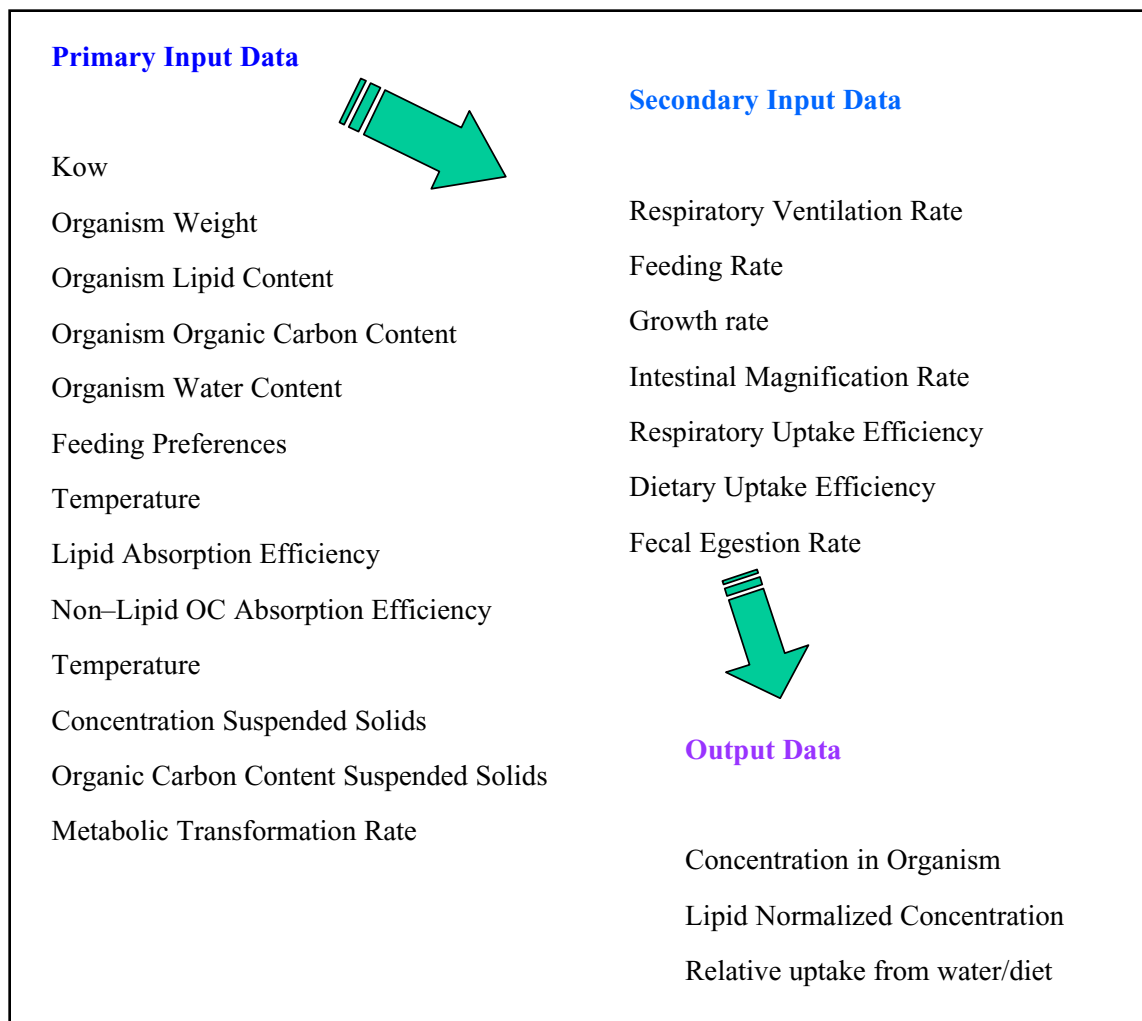 Primary Input Data
Kow
Organism Weight
Organism Lipid Content
Organism Organic Carbon Content
Organism Water Content
Feeding Preferences
Temperature
Lipid Absorption Efficiency
Non–Lipid OC Absorption Efficiency
Temperature
Concentration Suspended Solids
Organic Carbon Content Suspended Solids
Metabolic Transformation Rate
Secondary Input Data
Respiratory Ventilation Rate
Feeding Rate
Growth rate
Intestinal Magnification Rate
Respiratory Uptake Efficiency
Dietary Uptake Efficiency
Fecal Egestion Rate
Output Data
Concentration in Organism
Lipid Normalized Concentration
Relative uptake from water/diet